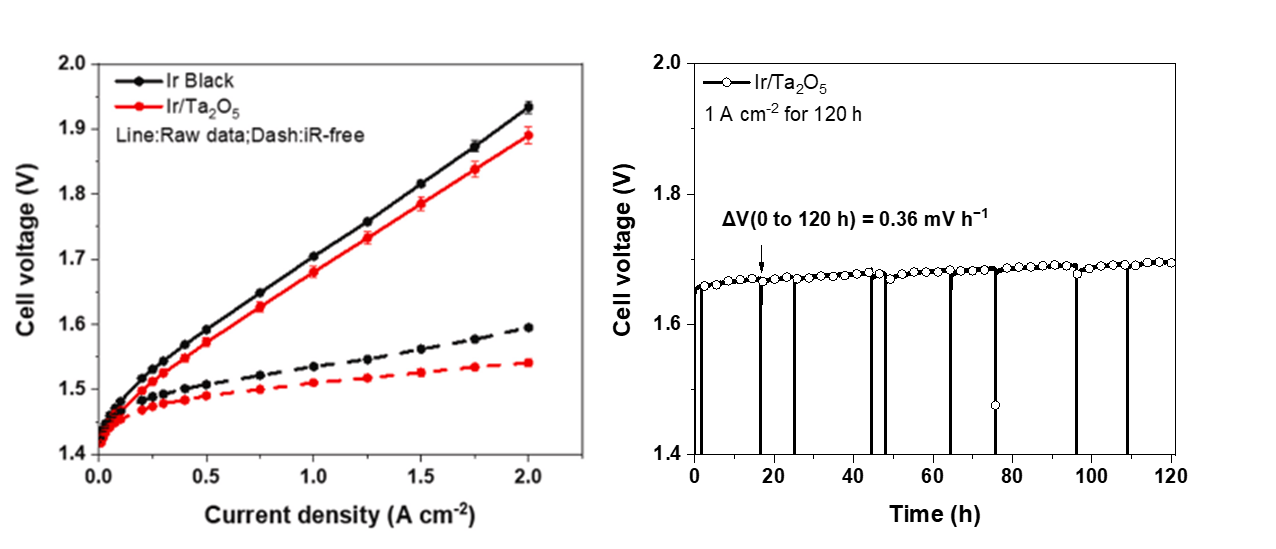 2.0
1.9
1.8
1.7
1.6
1.5
1.4
Cell voltage (V)
Ir Black
Ir/Ta₂O₅
Line:Raw data;Dash:iR-free
0.0 0.5 1.0 1.5 2.0
Current density (A cm⁻²)
2.0
1.8
1.6
1.4
Cell voltage (V)
Ir/Ta₂O₅
1 A cm⁻² for 120 h
ΔV(0 to 120 h) = 0.36 mV h⁻¹
0 20 40 60 80 100 120
Time (h)